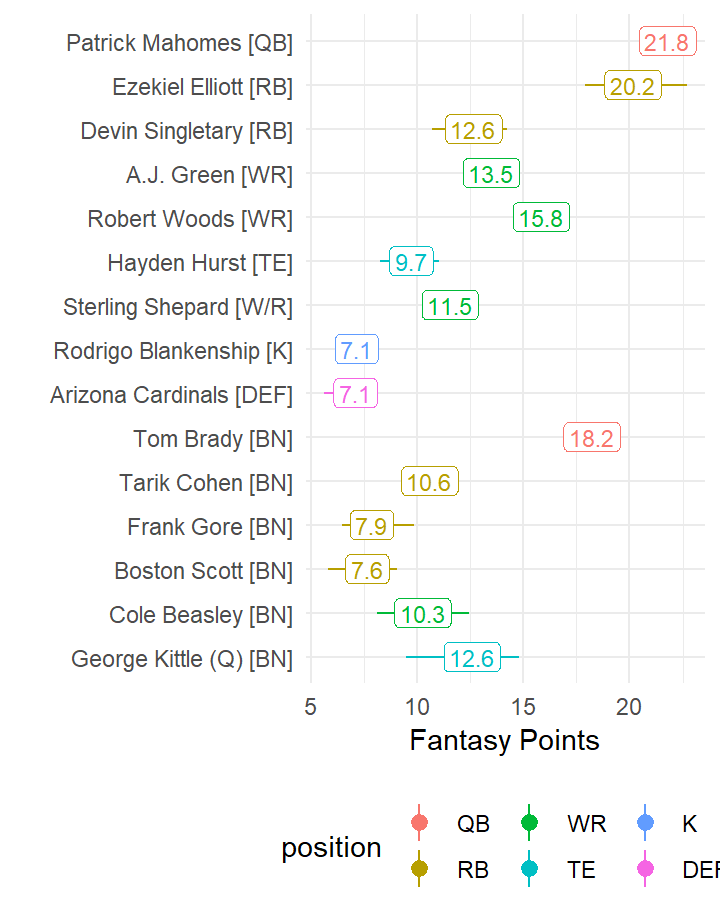 Patrick Mahomes [QB] 21.8
Ezekiel Elliott [RB] 20.2
Devin Singletary [RB] 12.6
A.J. Green [WR] 13.5
Robert Woods [WR] 15.8
Hayden Hurst [TE] 9.7
Sterling Shepard [W/R] 11.5
Rodrigo Blankenship [K] 7.1
Arizona Cardinals [DEF] 7.1
Tom Brady [BN] 18.2
Tarik Cohen [BN] 10.6
Frank Gore [BN] 7.9
Boston Scott [BN] 7.6
Cole Beasley [BN] 10.3
George Kittle (Q) [BN] 12.6
5 10 15 20
Fantasy Points
position
QB WR K
RB TE DEF